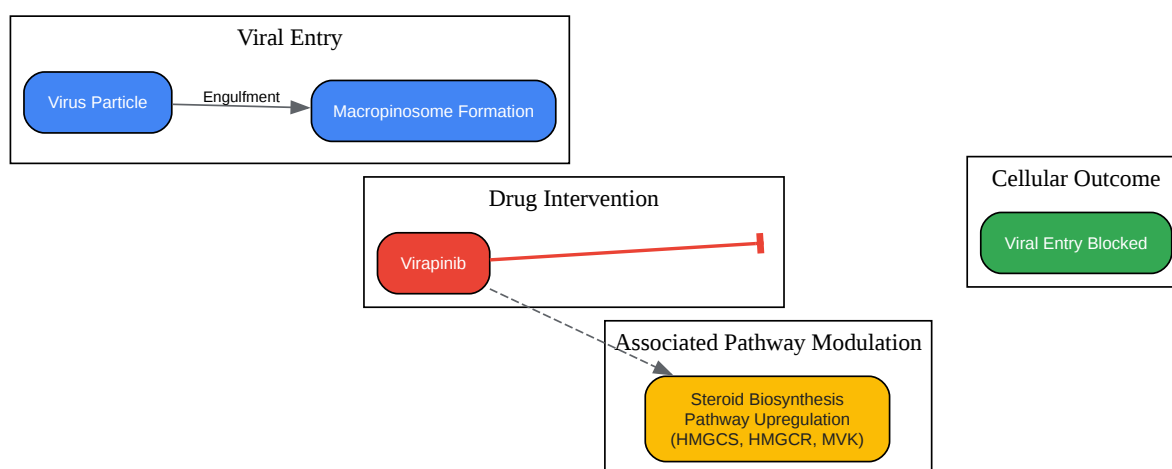 Viral Entry
Virus Particle
Engulfment
Macropinosome Formation
Drug Intervention
Virapinib
Cellular Outcome
Viral Entry Blocked
Associated Pathway Modulation
Steroid Biosynthesis
Pathway Upregulation
(HMGCS, HMGCR, MVK)